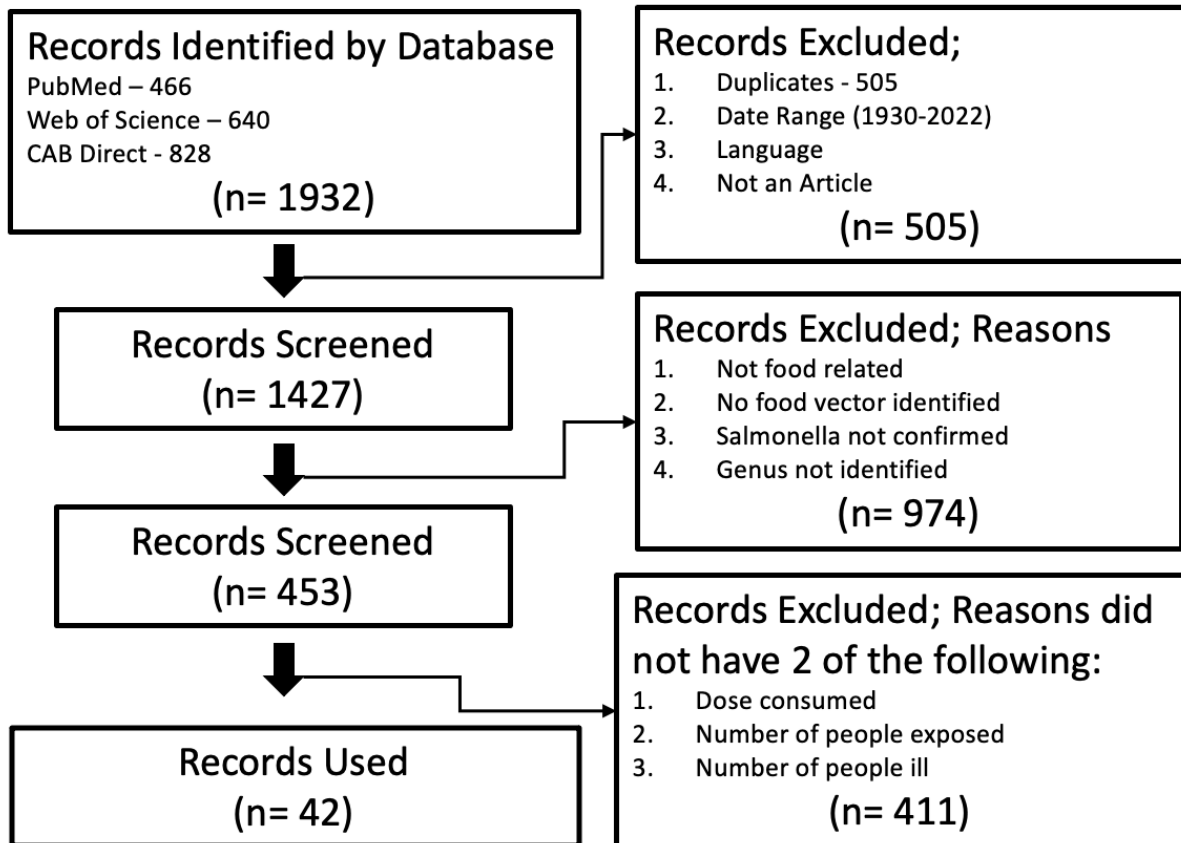 Records Identified by Database
PubMed – 466
Web of Science – 640
CAB Direct - 828
(n= 1932)
Records Excluded;
1. Duplicates - 505
2. Date Range (1930-2022)
3. Language
4. Not an Article
(n= 505)
Records Screened
(n= 1427)
Records Excluded; Reasons
1. Not food related
2. No food vector identified
3. Salmonella not confirmed
4. Genus not identified
(n= 974)
Records Screened
(n= 453)
Records Excluded; Reasons did
not have 2 of the following:
1. Dose consumed
2. Number of people exposed
3. Number of people ill
(n= 411)
Records Used
(n= 42)